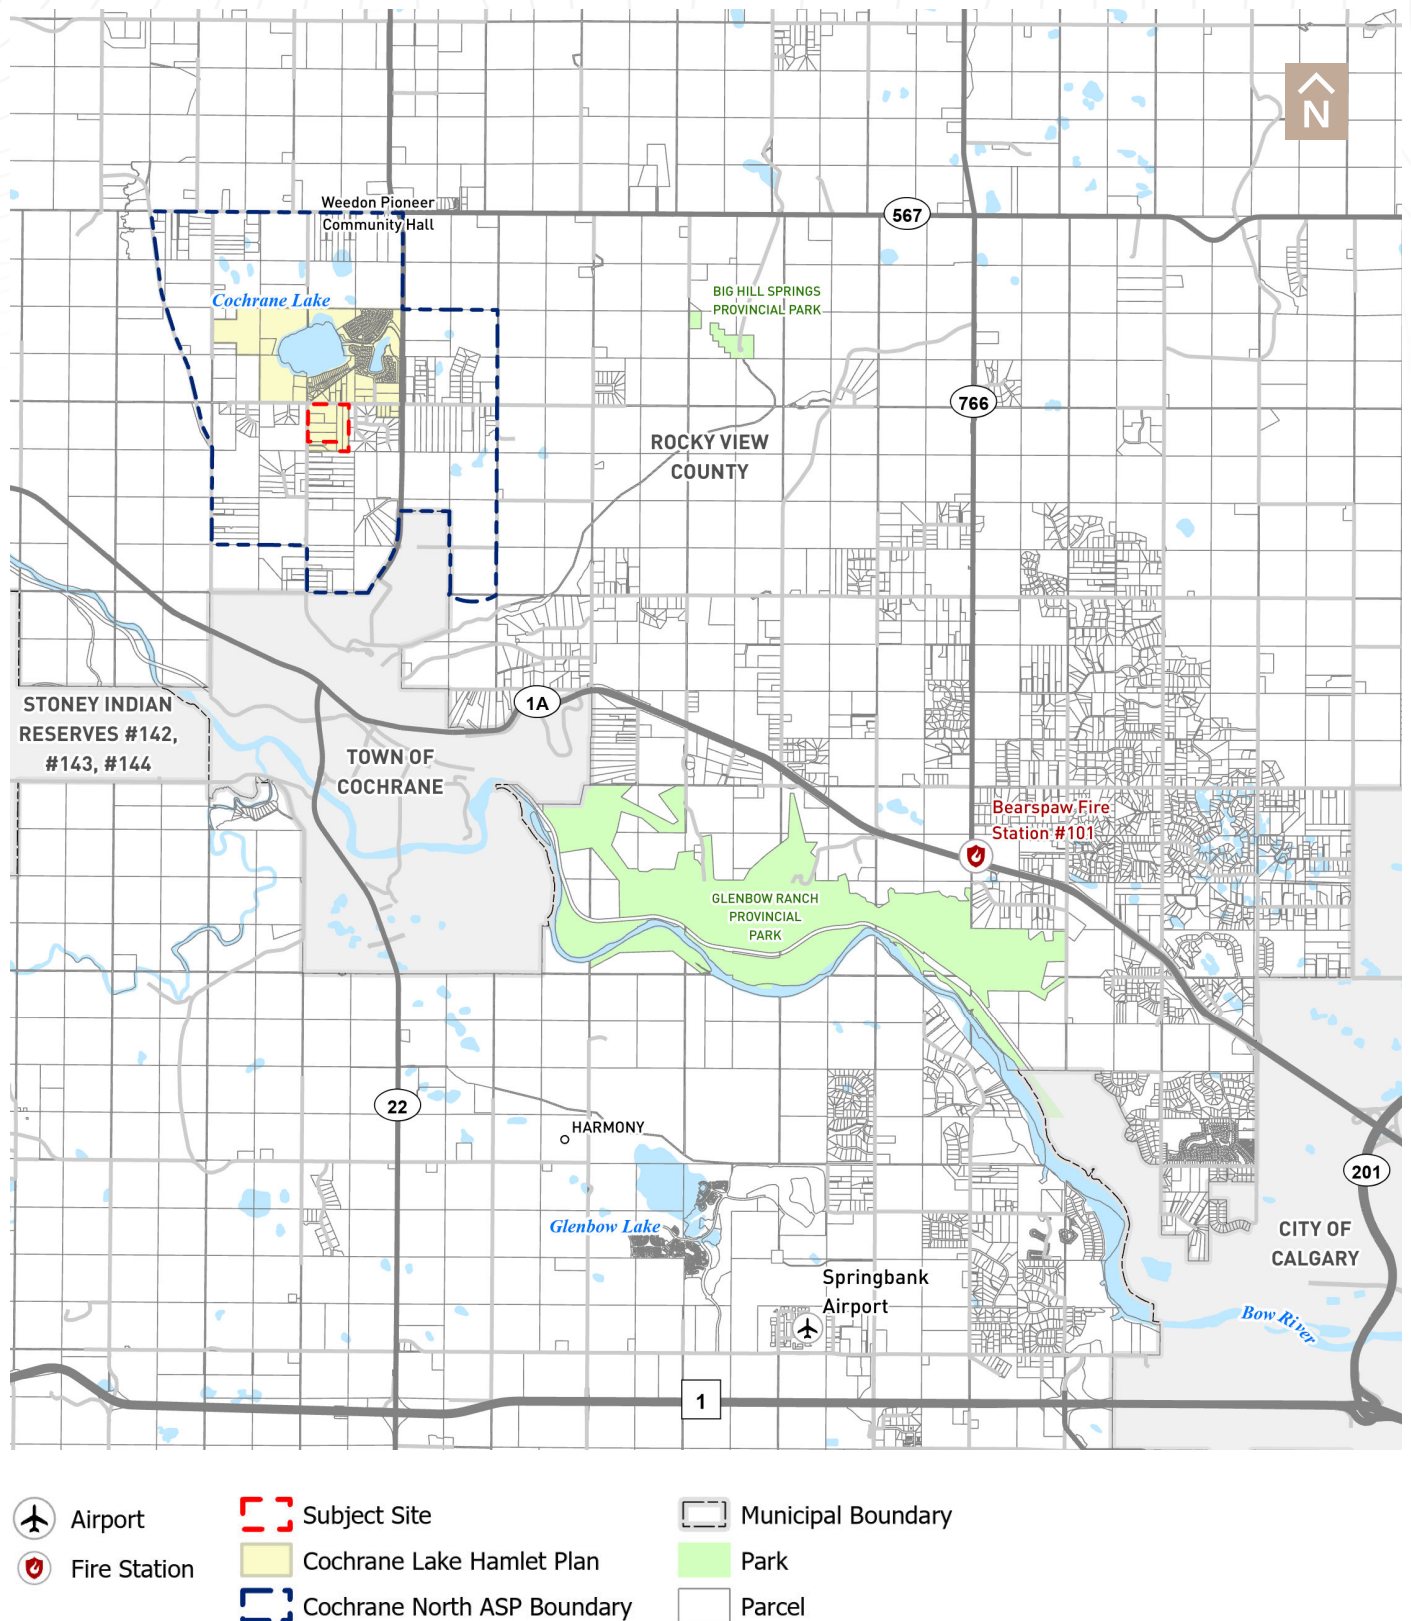 N
Weedon Pioneer
Community Hall
567
Cochrane Lake
BIG HILL SPRINGS
PROVINCIAL PARK
766
ROCKY VIEW
COUNTY
STONEY INDIAN
RESERVES #142,
#143, #144
1A
TOWN OF
COCHRANE
Bearspaw Fire
Station #101
GLENBOW RANCH
PROVINCIAL
PARK
22
HARMONY
201
Glenbow Lake
CITY OF
CALGARY
Springbank
Airport
Bow River
1
Airport
Fire Station
Subject Site
Cochrane Lake Hamlet Plan
Cochrane North ASP Boundary
Municipal Boundary
Park
Parcel